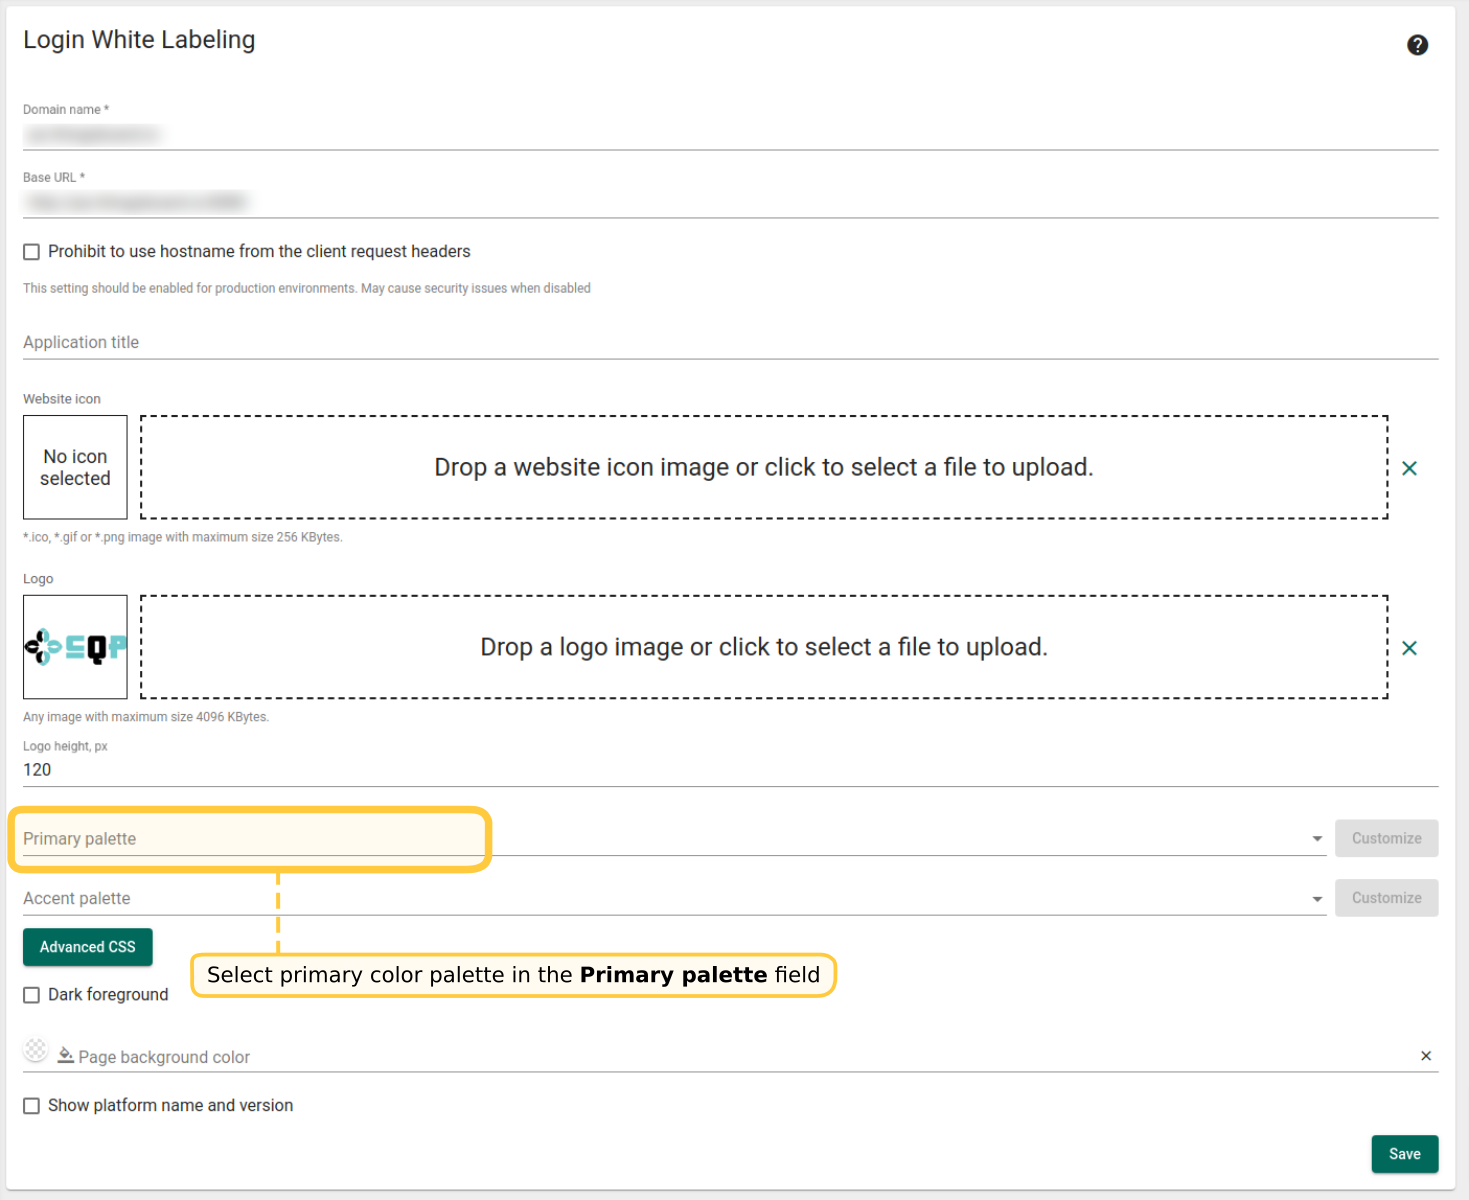 Login White Labeling
Domain name *
Base URL *
Prohibit to use hostname from the client request headers
This setting should be enabled for production environments. May cause security issues when disabled
Application title
Website icon
No icon
selected
Drop a website icon image or click to select a file to upload.
*.ico, *.gif or *.png image with maximum size 256 KBytes.
Logo
SQP
Drop a logo image or click to select a file to upload.
Any image with maximum size 4096 KBytes.
Logo height, px
120
Primary palette
Customize
Accent palette
Customize
Advanced CSS
Select primary color palette in the Primary palette field
Dark foreground
Page background color
Show platform name and version
Save